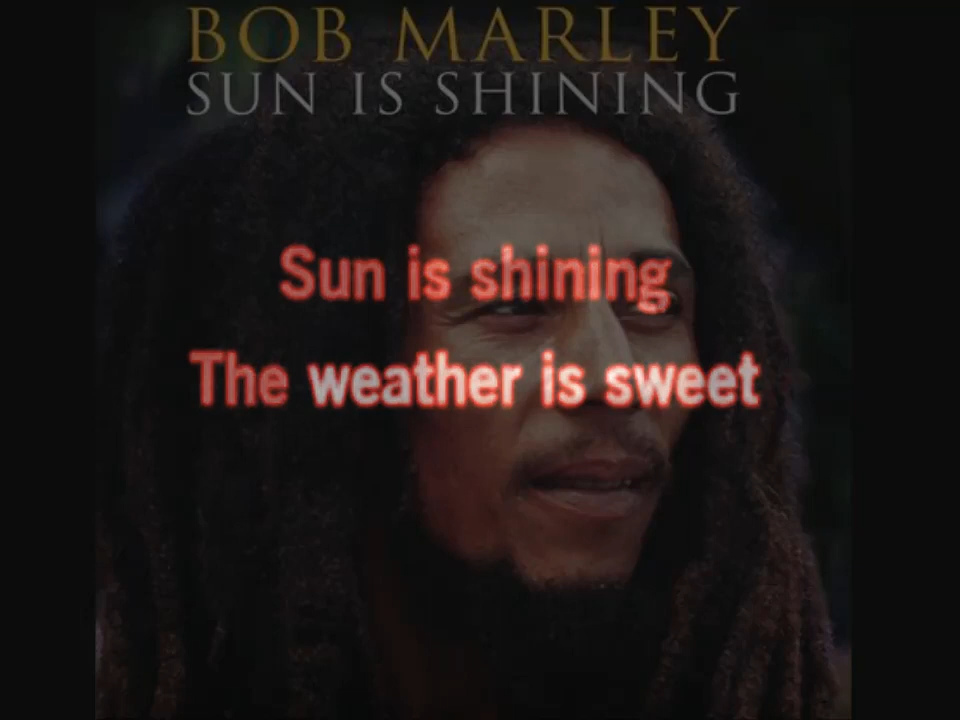 BOB MARLEY
SUN IS SHINING
Sun is shining
The weather is sweet